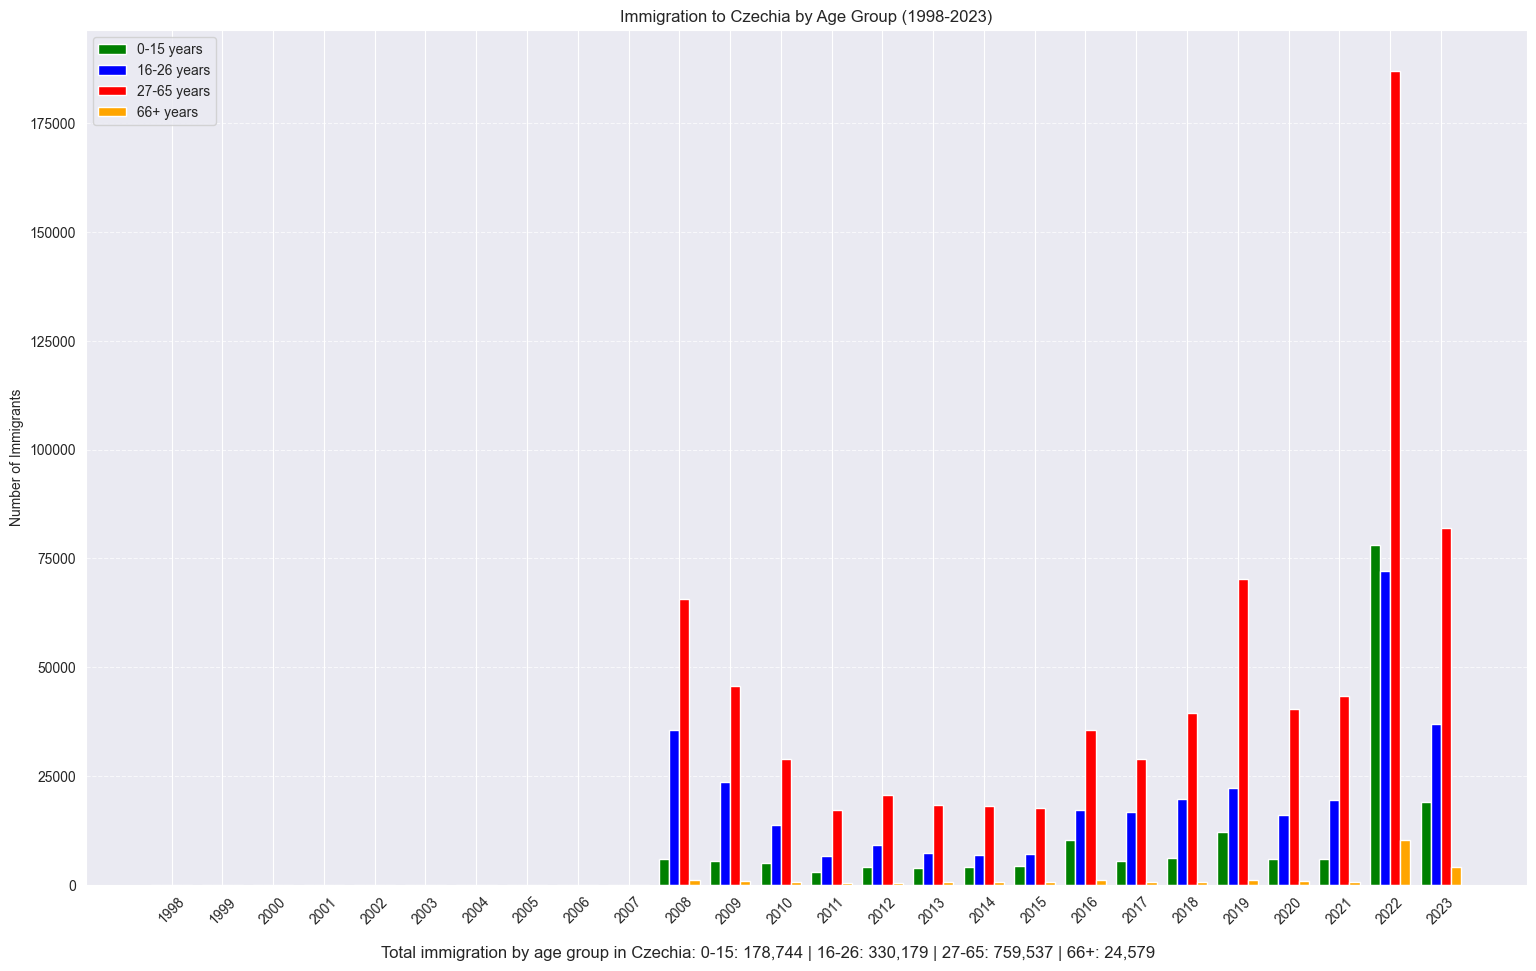 Immigration to Czechia by Age Group (1998-2023)
0-15 years
16-26 years
27-65 years
66+ years
Number of Immigrants
175000
150000
125000
100000
75000
50000
25000
0
1998 1999 2000 2001 2002 2003 2004 2005 2006 2007 2008 2009 2010 2011 2012 2013 2014 2015 2016 2017 2018 2019 2020 2021 2022 2023
Total immigration by age group in Czechia: 0-15: 178,744 | 16-26: 330,179 | 27-65: 759,537 | 66+: 24,579